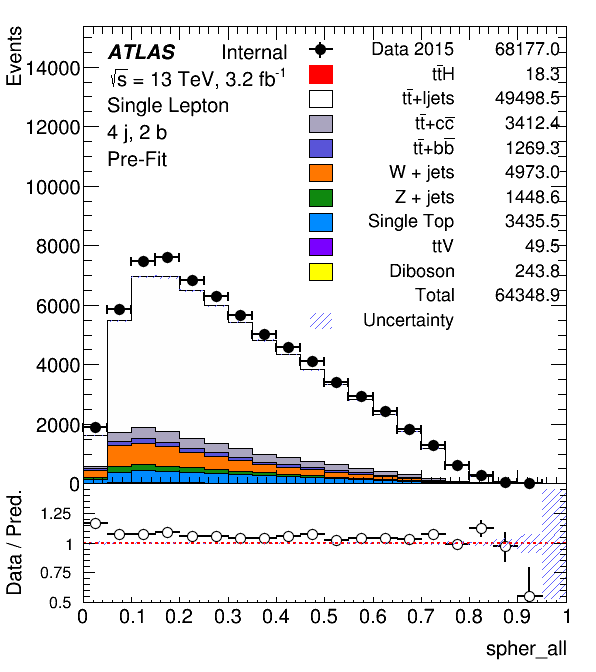 Events
ATLAS Internal
√s = 13 TeV, 3.2 fb⁻¹
Single Lepton
4 j, 2 b
Pre-Fit
Data 2015 68177.0
tt̄H 18.3
tt̄+ljets 49498.5
tt̄+cc̄ 3412.4
tt̄+bb̄ 1269.3
W + jets 4973.0
Z + jets 1448.6
Single Top 3435.5
ttV 49.5
Diboson 243.8
Total 64348.9
Uncertainty
14000
12000
10000
8000
6000
4000
2000
0
Data / Pred.
1.25
1
0.75
0.5
0 0.1 0.2 0.3 0.4 0.5 0.6 0.7 0.8 0.9 1
spher_all